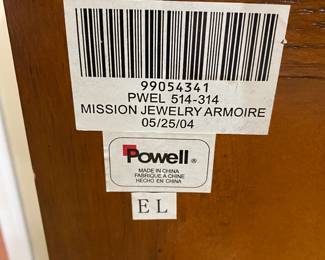 99054341
PWEL 514-314
MISSION JEWELRY ARMOIRE
05/25/04
Powell®
MADE IN CHINA
FABRIQUE A CHINE
HECHO EN CHINA
EL